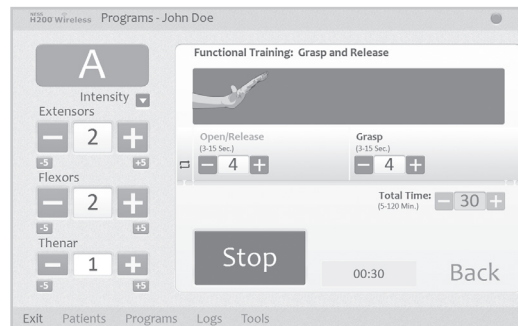 NESS
H200 Wireless Programs - John Doe
A
Intensity
Extensors
2
-5 +5
Flexors
2
-5 +5
Thenar
1
-5 +5
Functional Training: Grasp and Release
Open/Release Grasp
(3-15 Sec.) (3-15 Sec.)
4 4
Total Time: 30
(5-120 Min.)
Stop
00:30
Back
Exit Patients Programs Logs Tools